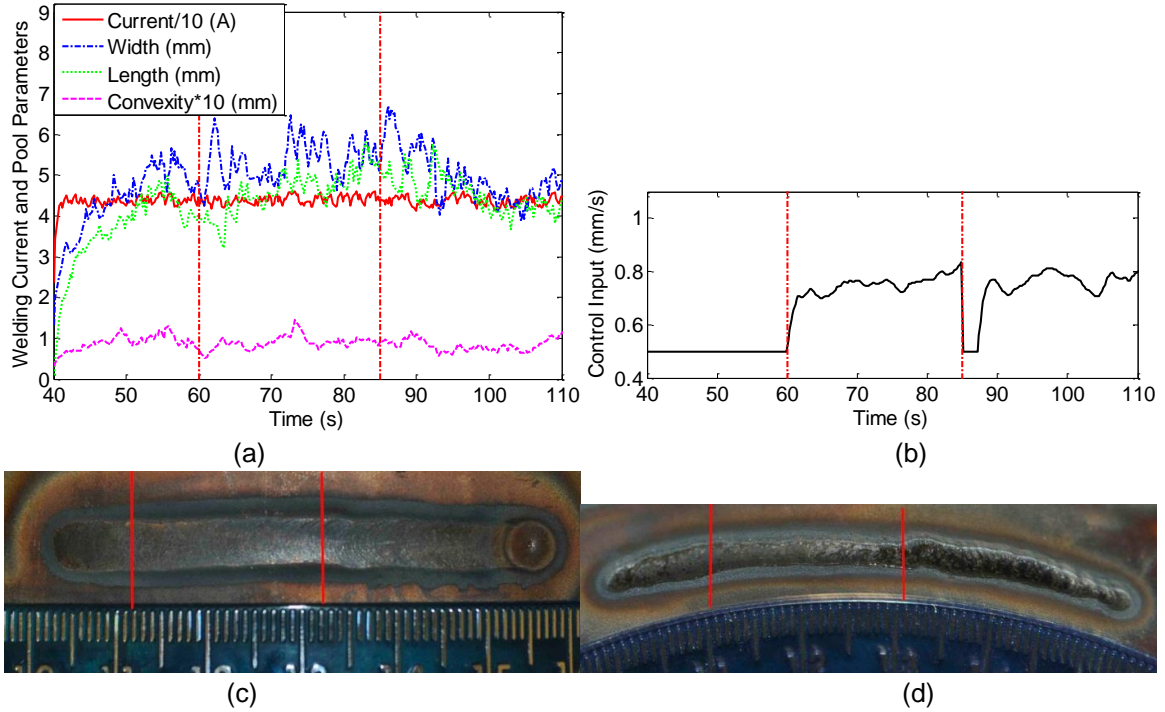 9
8
7
6
5
4
3
2
1
0
Welding Current and Pool Parameters
Current/10 (A)
Width (mm)
Length (mm)
Convexity*10 (mm)
40 50 60 70 80 90 100 110
Time (s)
(a)
1
0.8
0.6
0.4
Control Input (mm/s)
40 50 60 70 80 90 100 110
Time (s)
(b)
(c)
(d)